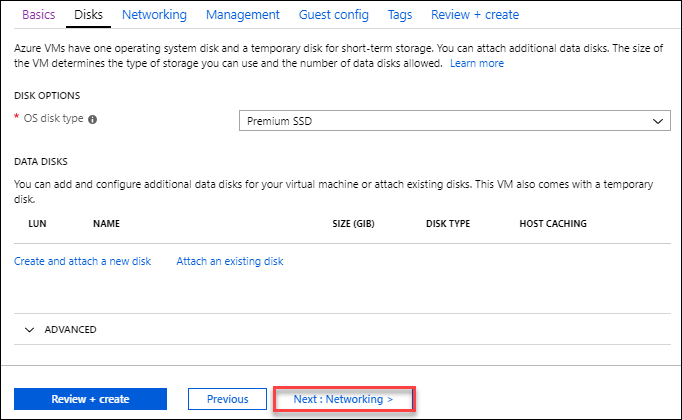 Basics Disks Networking Management Guest config Tags Review + create
Azure VMs have one operating system disk and a temporary disk for short-term storage. You can attach additional data disks. The size of
the VM determines the type of storage you can use and the number of data disks allowed. Learn more
DISK OPTIONS
* OS disk type Premium SSD
DATA DISKS
You can add and configure additional data disks for your virtual machine or attach existing disks. This VM also comes with a temporary
disk.
LUN NAME SIZE (GIB) DISK TYPE HOST CACHING
Create and attach a new disk Attach an existing disk
ADVANCED
Review + create Previous Next : Networking >